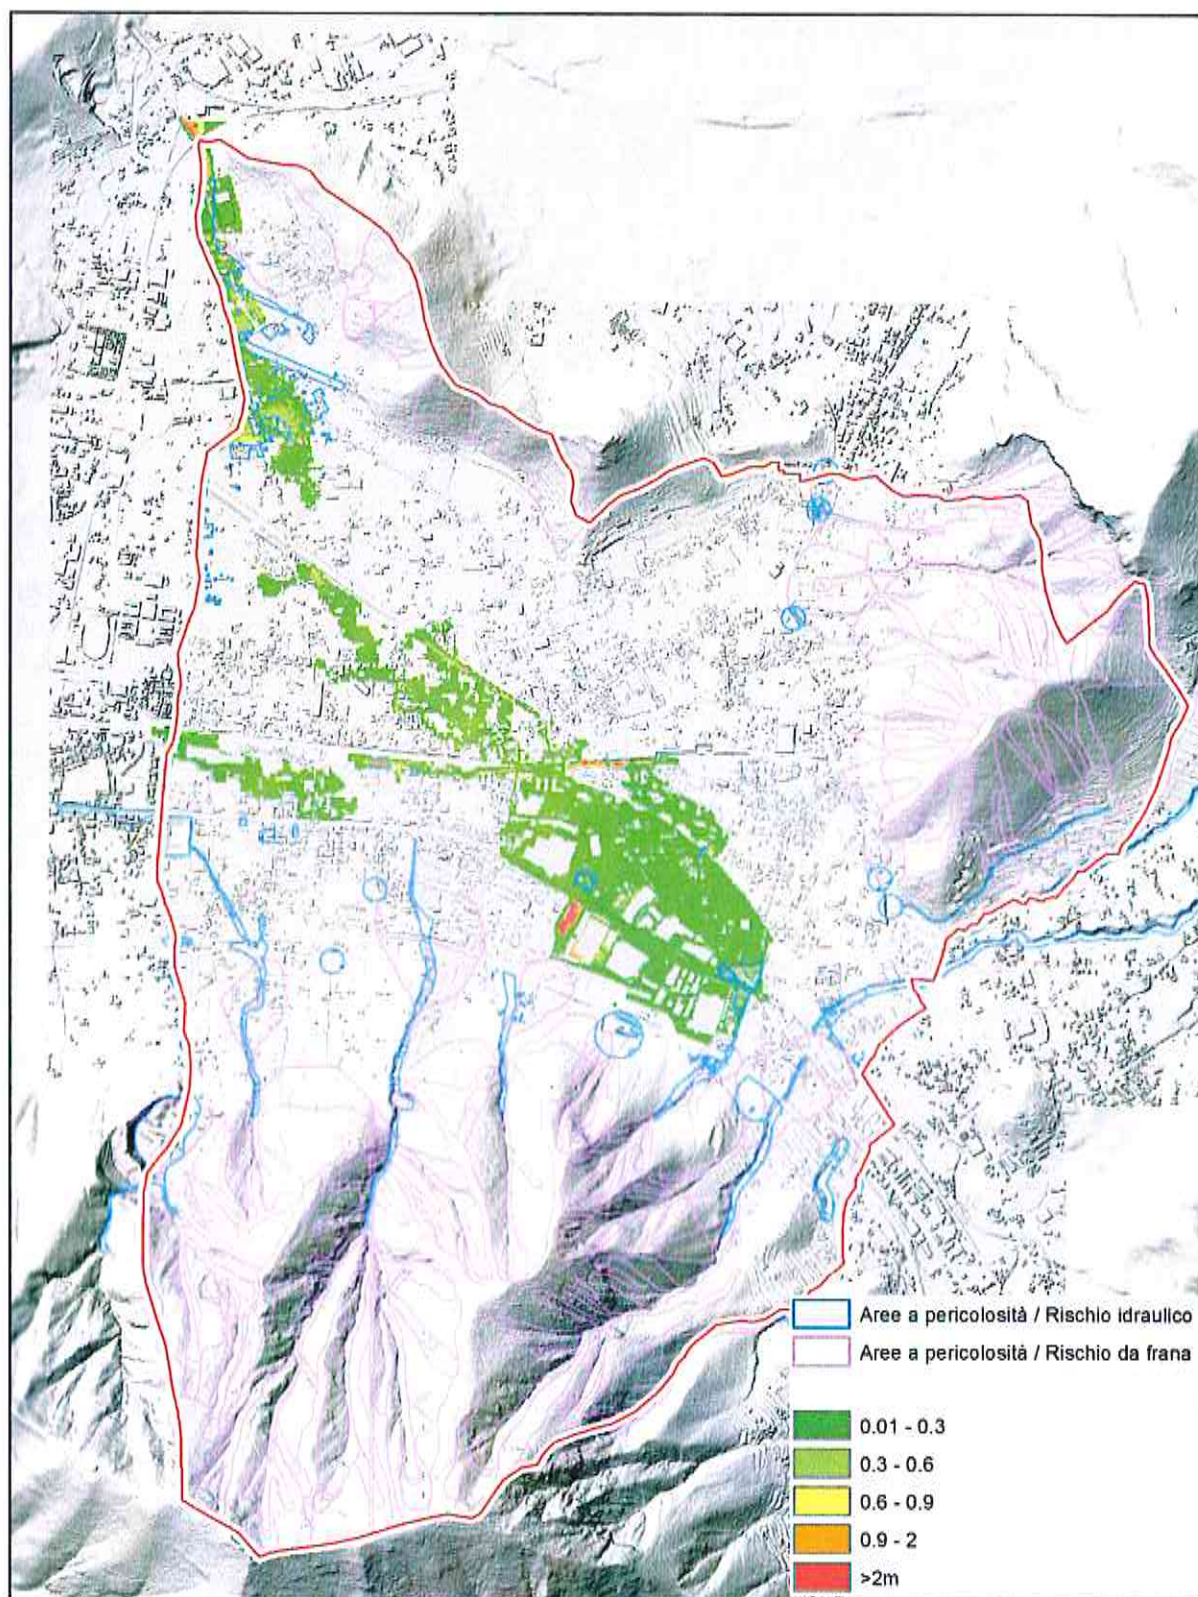 Aree a pericolosità / Rischio idraulico
Aree a pericolosità / Rischio da frana
0.01 - 0.3
0.3 - 0.6
0.6 - 0.9
0.9 - 2
>2m